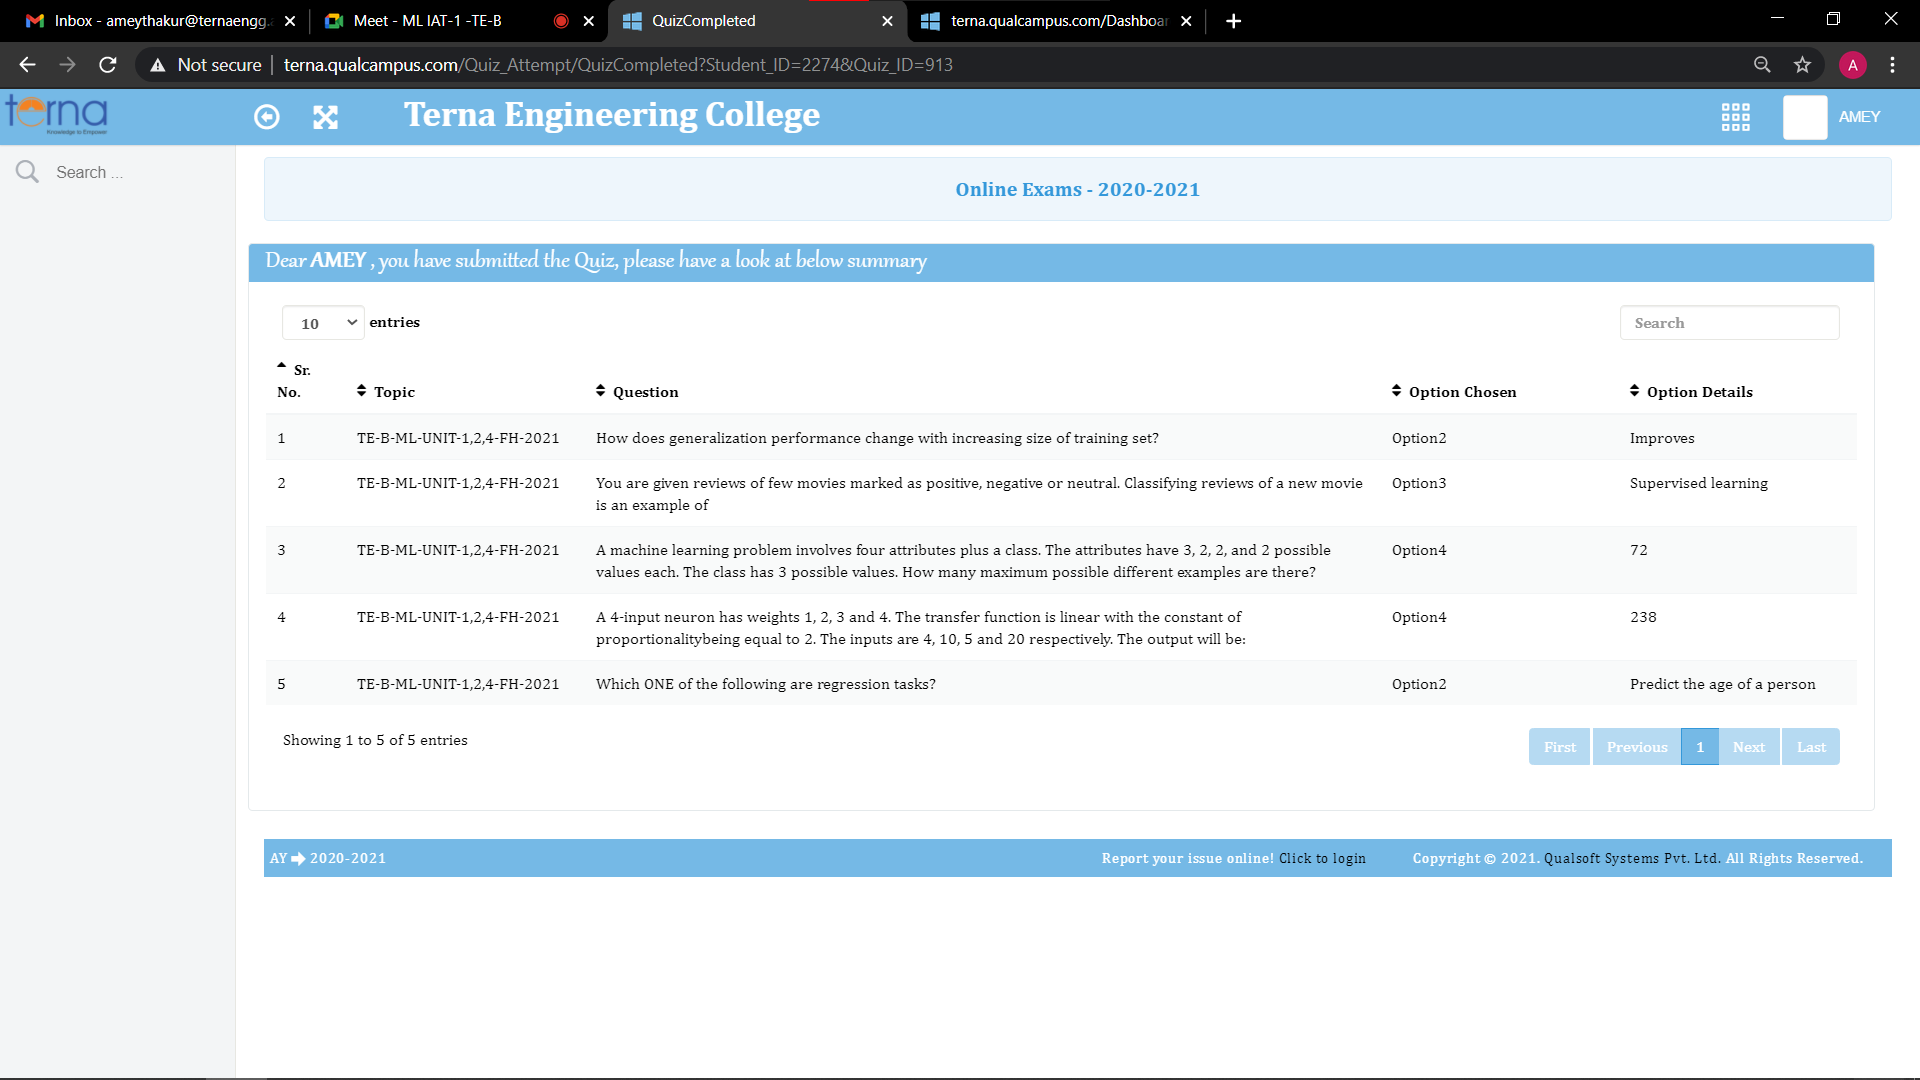 Inbox - ameythakur@ternaengg.a
Meet - ML IAT-1 -TE-B
QuizCompleted
terna.qualcampus.com/Dashboar
Not secure
terna.qualcampus.com/Quiz_Attempt/QuizCompleted?Student_ID=2274&Quiz_ID=913
A
terna
Knowledge to Empower
Terna Engineering College
AMEY
Search ...
Online Exams - 2020-2021
Dear AMEY , you have submitted the Quiz, please have a look at below summary
10 entries
Search
Sr.
No. Topic Question Option Chosen Option Details
1 TE-B-ML-UNIT-1,2,4-FH-2021 How does generalization performance change with increasing size of training set? Option2 Improves
2 TE-B-ML-UNIT-1,2,4-FH-2021 You are given reviews of few movies marked as positive, negative or neutral. Classifying reviews of a new movie Option3 Supervised learning
is an example of
3 TE-B-ML-UNIT-1,2,4-FH-2021 A machine learning problem involves four attributes plus a class. The attributes have 3, 2, 2, and 2 possible Option4 72
values each. The class has 3 possible values. How many maximum possible different examples are there?
4 TE-B-ML-UNIT-1,2,4-FH-2021 A 4-input neuron has weights 1, 2, 3 and 4. The transfer function is linear with the constant of Option4 238
proportionalitybeing equal to 2. The inputs are 4, 10, 5 and 20 respectively. The output will be:
5 TE-B-ML-UNIT-1,2,4-FH-2021 Which ONE of the following are regression tasks? Option2 Predict the age of a person
Showing 1 to 5 of 5 entries
First Previous 1 Next Last
AY 2020-2021
Report your issue online! Click to login
Copyright © 2021. Qualsoft Systems Pvt. Ltd. All Rights Reserved.